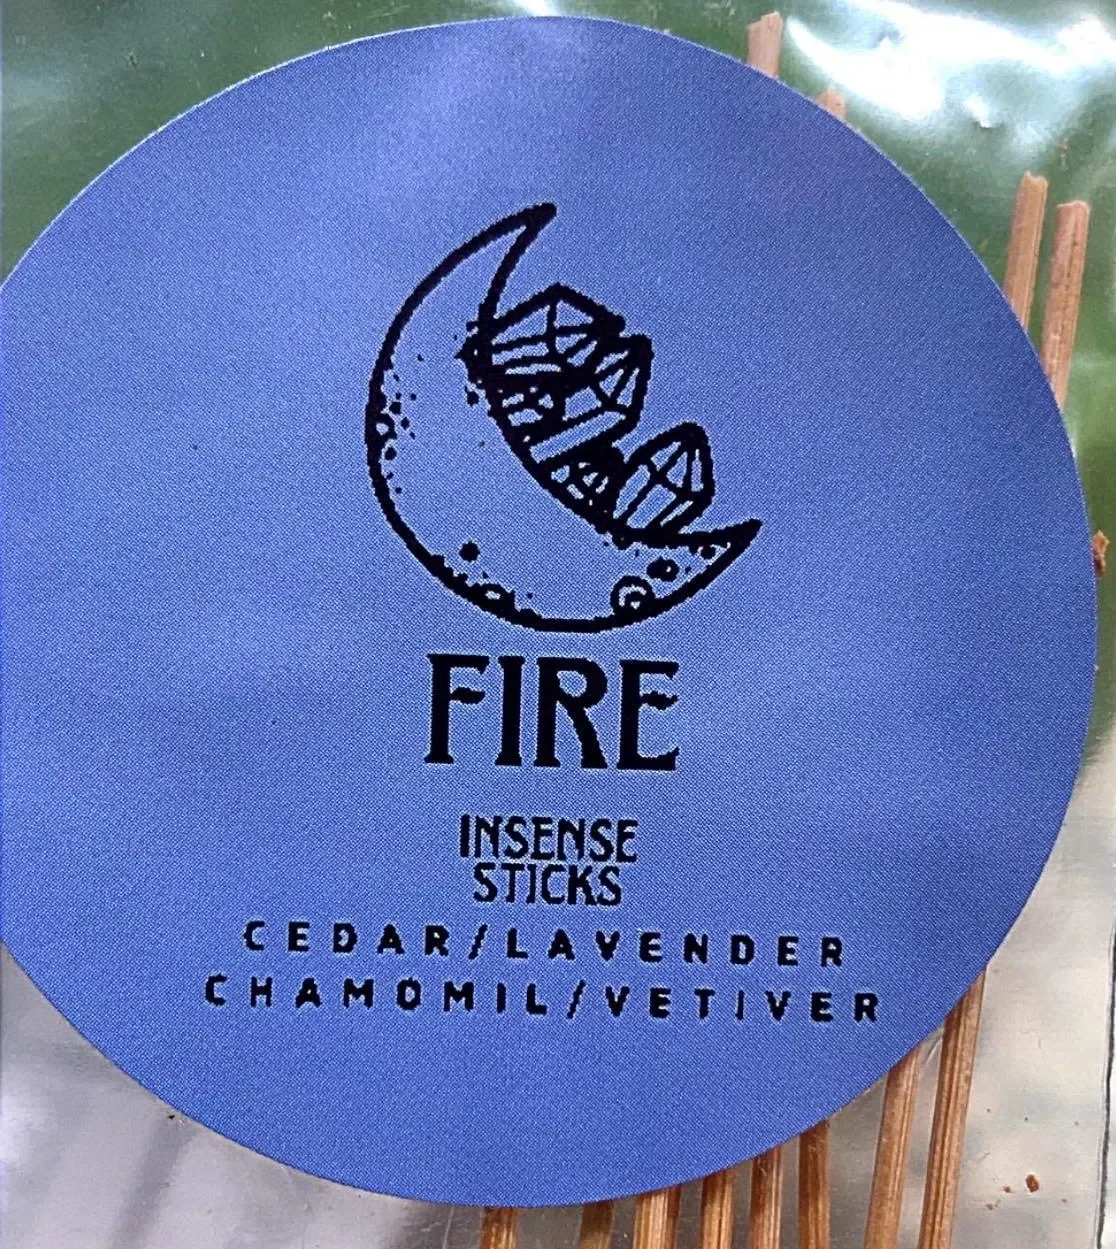 FIRE
INSENSE
STICKS
CEDAR/LAVENDER
CHAMOMIL/VETIVER